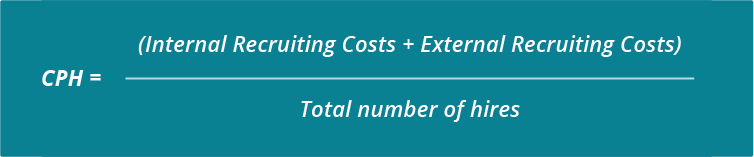 (Internal Recruiting Costs + External Recruiting Costs)
CPH =
Total number of hires